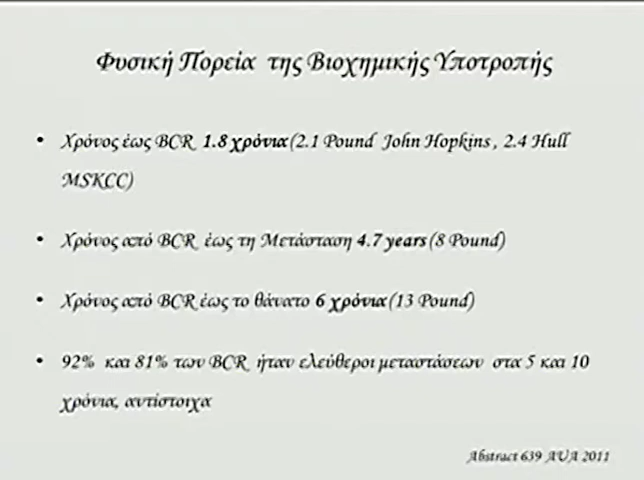 Φυσική Πορεία της Βιοχημικής Υποτροπής
• Χρόνος έως BCR 1.8 χρόνια (2.1 Pound John Hopkins, 2.4 Hull
MSKCC)
• Χρόνος από BCR έως τη Μετάσταση 4.7 years (8 Pound)
• Χρόνος από BCR έως το θάνατο 6 χρόνια (13 Pound)
• 92% και 81% των BCR ήταν ελεύθεροι μεταστάσεων στα 5 και 10
χρόνια, αντίστοιχα
Abstract 639 AUA 2011